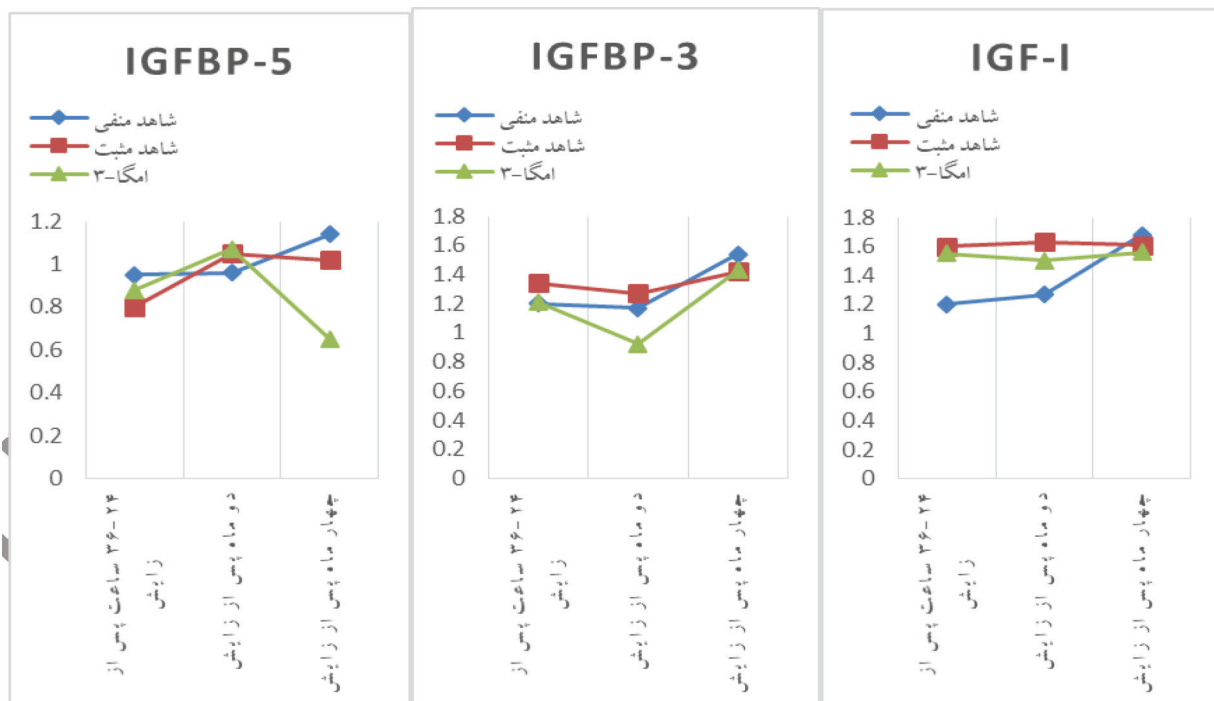 IGFBP-5
شاهد منفی
شاهد مثبت
امگا-۳
1.2
1
0.8
0.6
0.4
0.2
0
۳۶-۲۴ ساعت پس از
زایش
دو ماه پس از زایش
چهار ماه پس از زایش
IGFBP-3
شاهد منفی
شاهد مثبت
امگا-۳
1.8
1.6
1.4
1.2
1
0.8
0.6
0.4
0.2
0
۳۶-۲۴ ساعت پس از
زایش
دو ماه پس از زایش
چهار ماه پس از زایش
IGF-I
شاهد منفی
شاهد مثبت
امگا-۳
1.8
1.6
1.4
1.2
1
0.8
0.6
0.4
0.2
0
۳۶-۲۴ ساعت پس از
زایش
دو ماه پس از زایش
چهار ماه پس از زایش